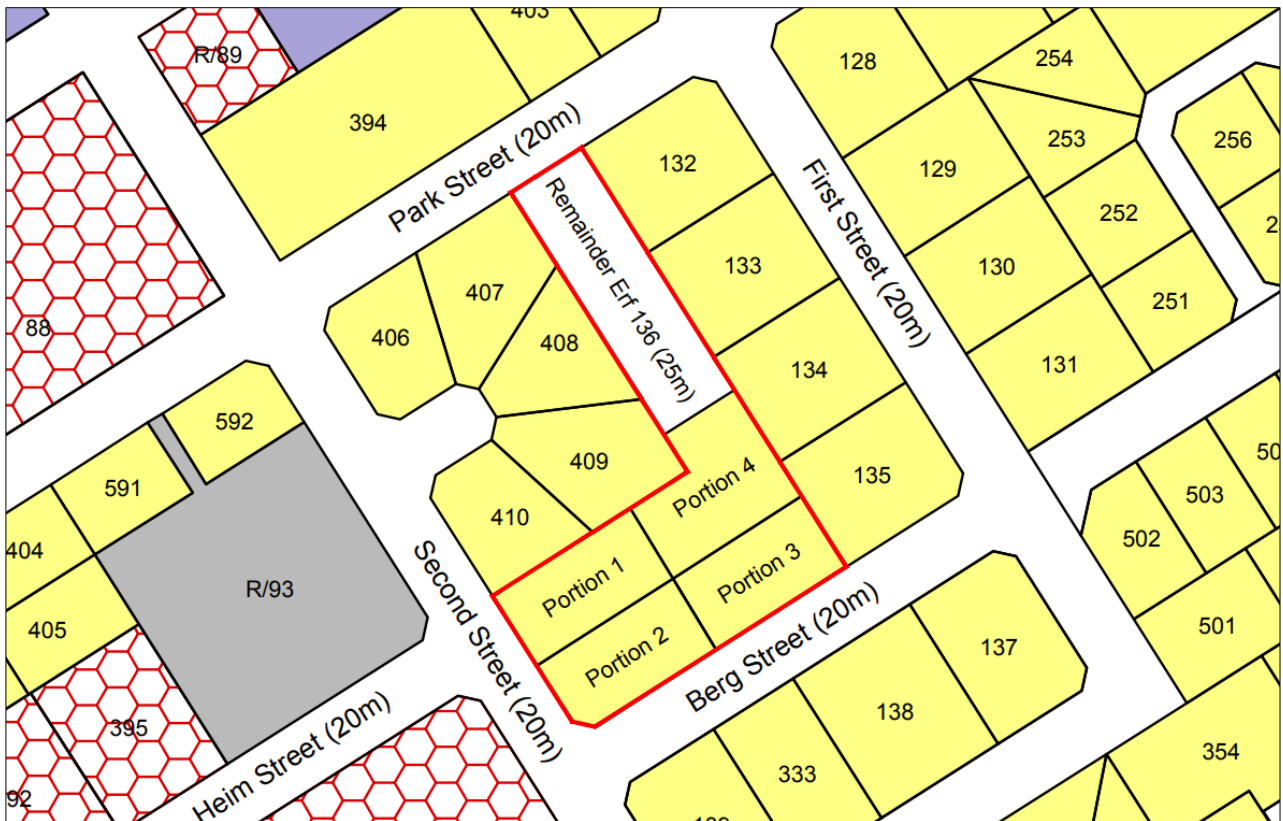 403
R/89
394
128
254
256
253
129
252
132
Park Street (20m)
First Street (20m)
Remainder Erf 136 (25m)
133
130
251
407
406
408
88
134
131
592
591
409
135
Portion 4
410
404
503
502
R/93
Portion 1
Portion 3
Second Street (20m)
405
501
Portion 2
137
Berg Street (20m)
138
395
Heim Street (20m)
333
354
92